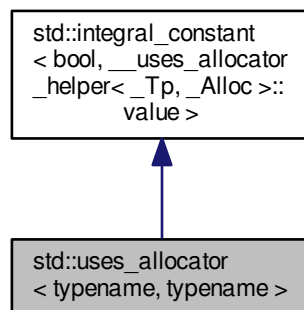 std::integral_constant
< bool, __uses_allocator
_helper< _Tp, _Alloc >::
value >
std::uses_allocator
< typename, typename >